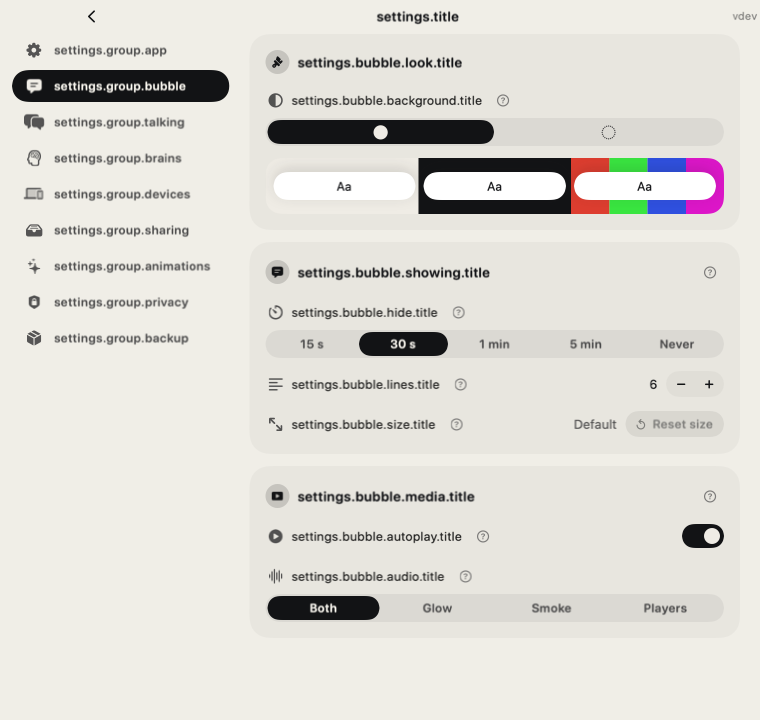 settings.title
vdev
settings.group.app
settings.group.bubble
settings.group.talking
settings.group.brains
settings.group.devices
settings.group.sharing
settings.group.animations
settings.group.privacy
settings.group.backup
settings.bubble.look.title
settings.bubble.background.title ?
Aa Aa Aa
settings.bubble.showing.title ?
settings.bubble.hide.title ?
15 s 30 s 1 min 5 min Never
settings.bubble.lines.title ? 6 − +
settings.bubble.size.title ? Default Reset size
settings.bubble.media.title ?
settings.bubble.autoplay.title ?
settings.bubble.audio.title ?
Both Glow Smoke Players